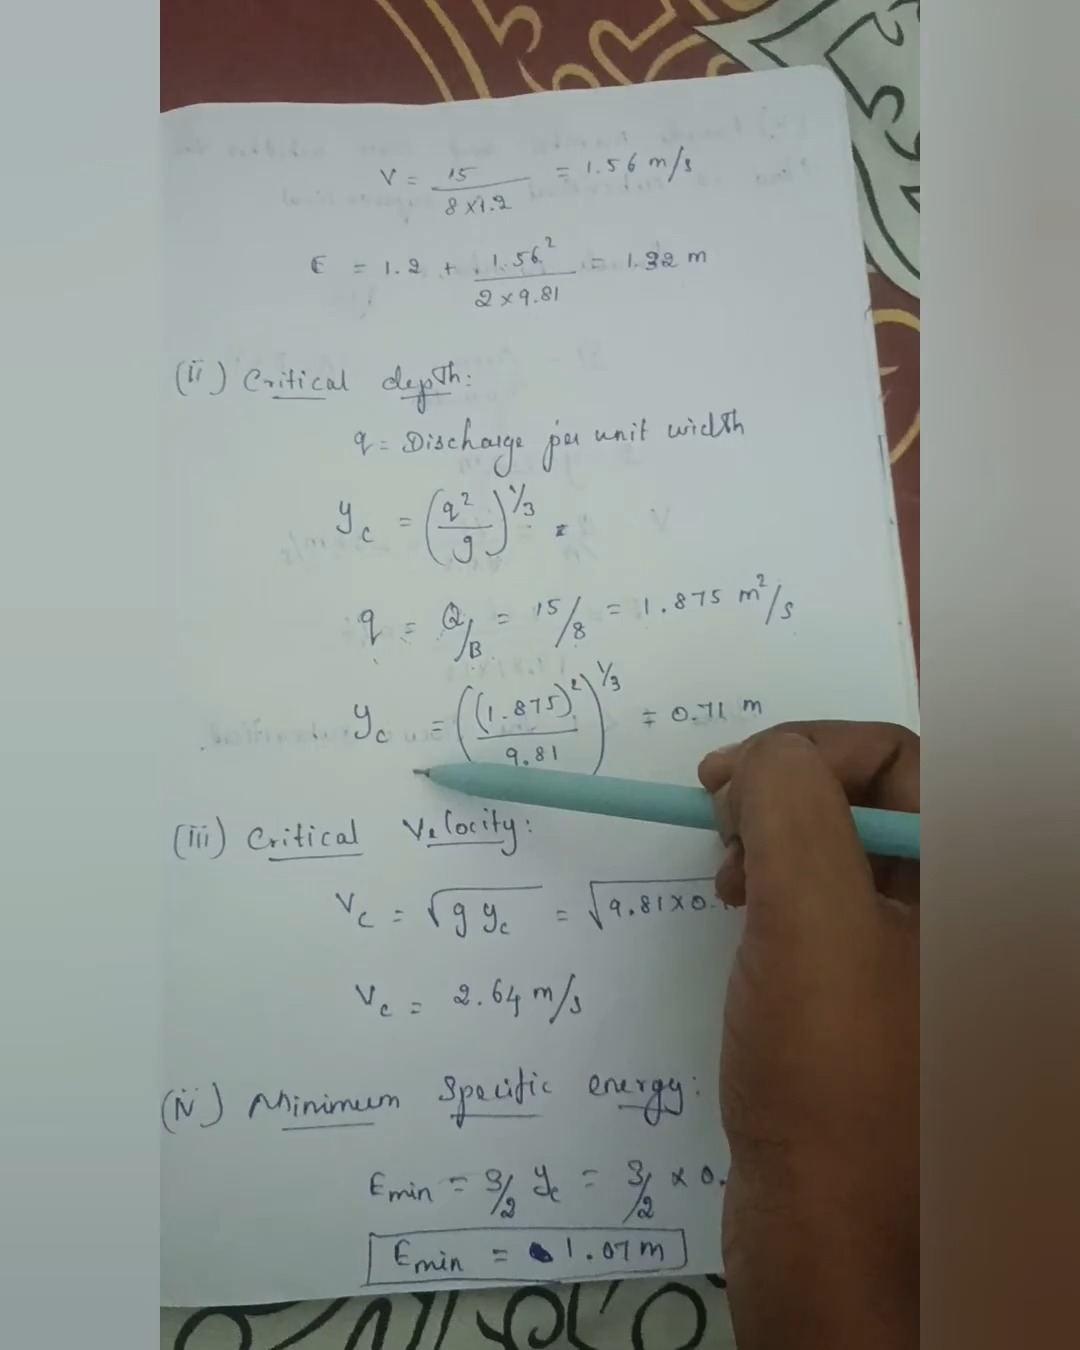 V = 15 / 8 x 1.2 = 1.56 m/s
E = 1.2 + 1.56² / 2 x 9.81 = 1.32 m
(ii) Critical depth:
q = Discharge per unit width
y_c = (q² / g)^1/3 =
q = Q/B = 15/8 = 1.875 m²/s
y_c = ((1.875)² / 9.81)^1/3 = 0.71 m
(iii) Critical Velocity:
V_c = √g y_c = √9.81 x 0.
V_c = 2.64 m/s
(iv) Minimum Specific energy:
E_min = 3/2 y_c = 3/2 x 0.
E_min = 1.07 m